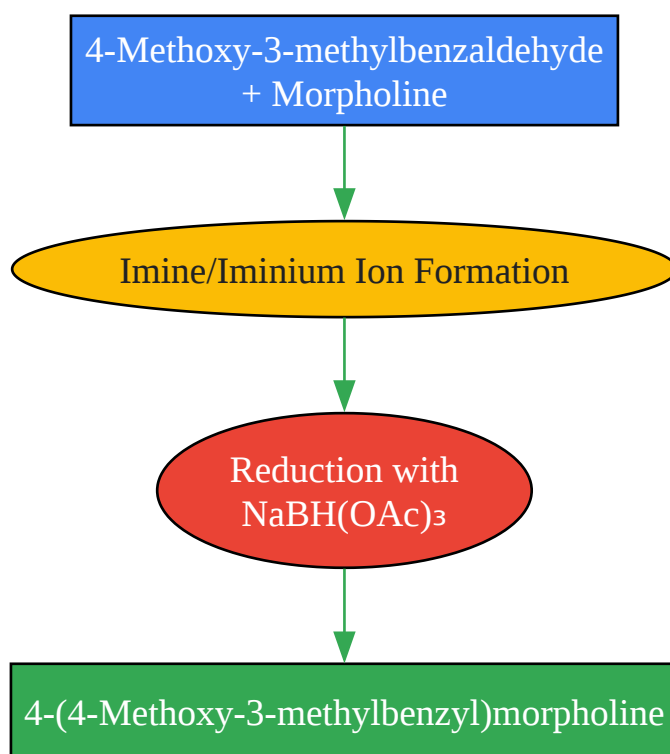 4-Methoxy-3-methylbenzaldehyde
+ Morpholine
Imine/Iminium Ion Formation
Reduction with
NaBH(OAc)₃
4-(4-Methoxy-3-methylbenzyl)morpholine